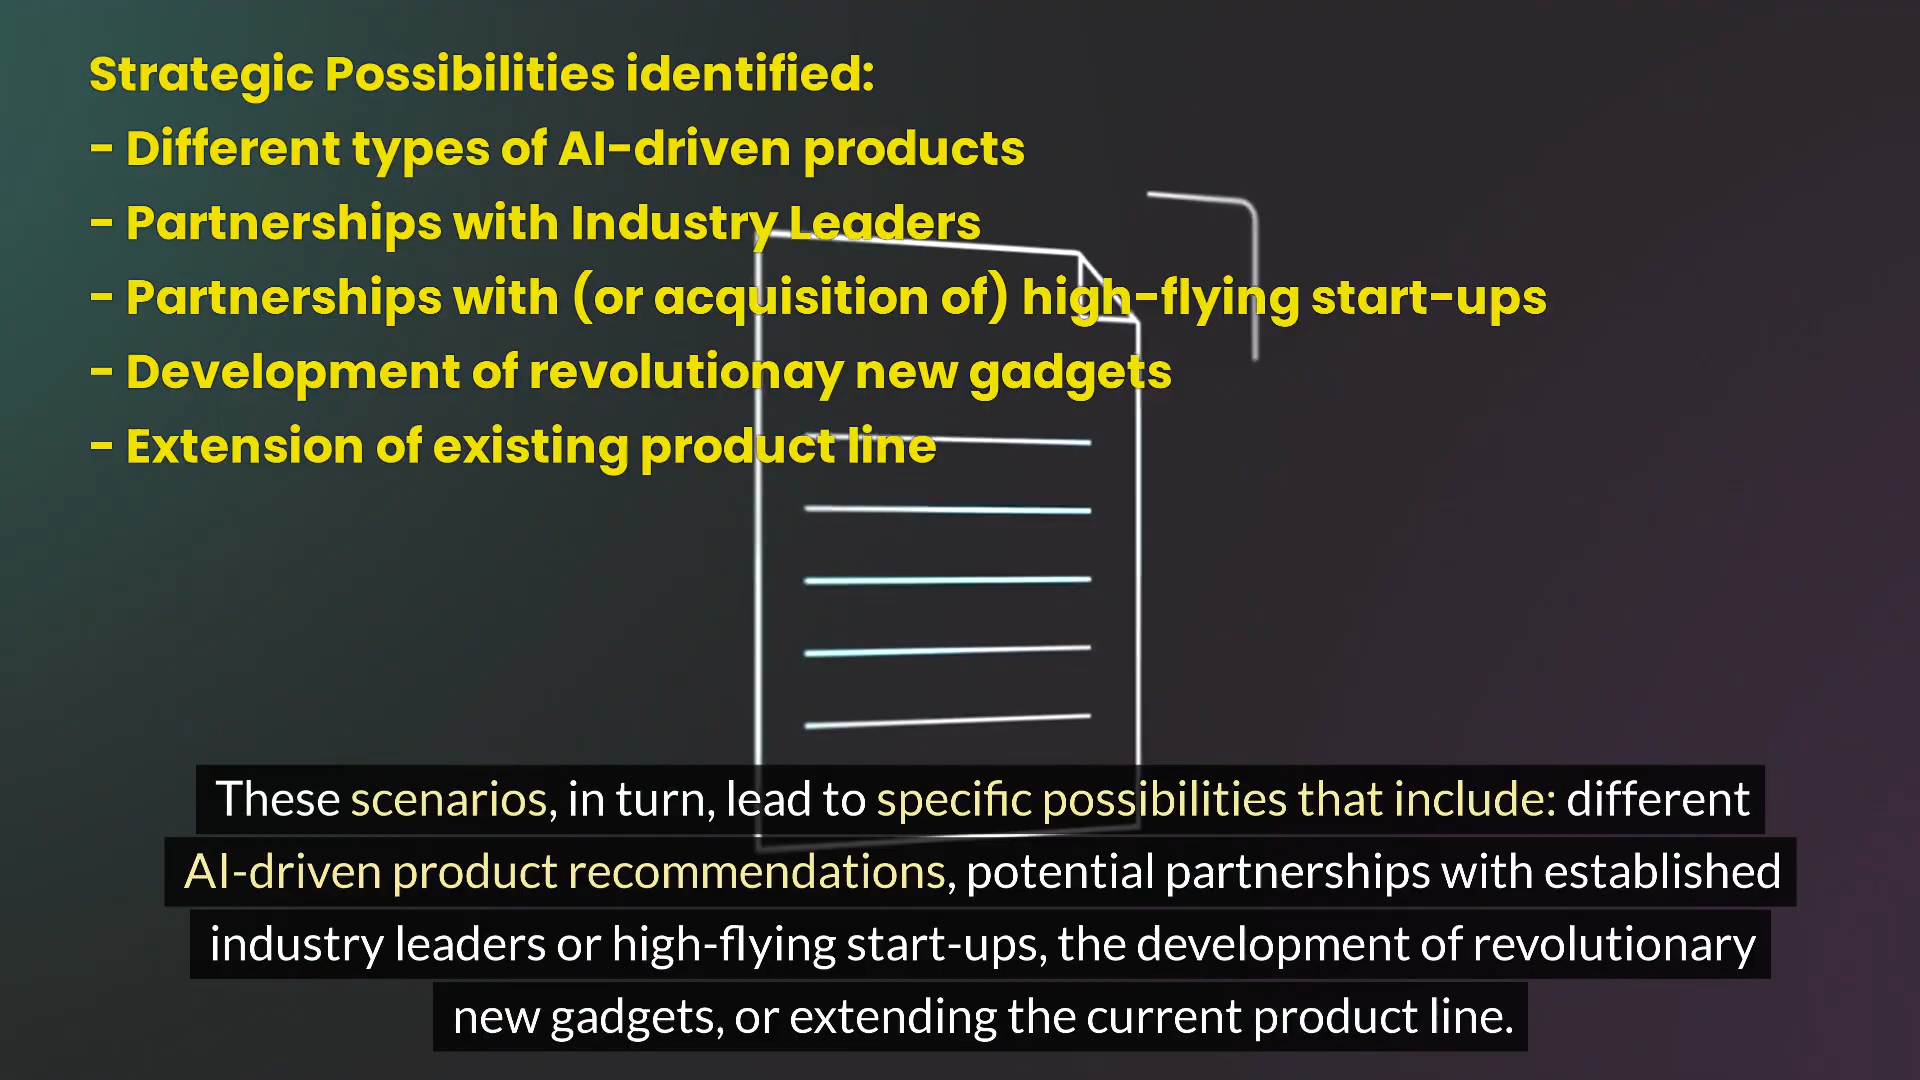 Strategic Possibilities identified:
- Different types of AI-driven products
- Partnerships with Industry Leaders
- Partnerships with (or acquisition of) high-flying start-ups
- Development of revolutionay new gadgets
- Extension of existing product line
These scenarios, in turn, lead to specific possibilities that include: different
AI-driven product recommendations, potential partnerships with established
industry leaders or high-flying start-ups, the development of revolutionary
new gadgets, or extending the current product line.